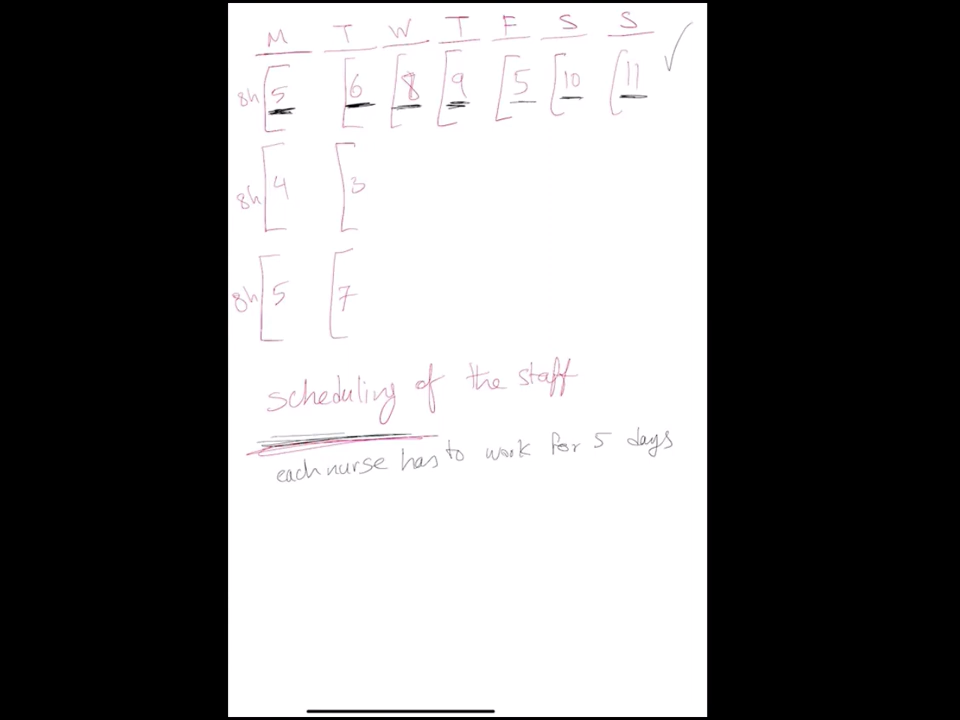 M T W T F S S
8h 5 6 8 9 5 10 11 ✓
8h 4 3
8h 5 7
scheduling of the staff
each nurse has to work for 5 days